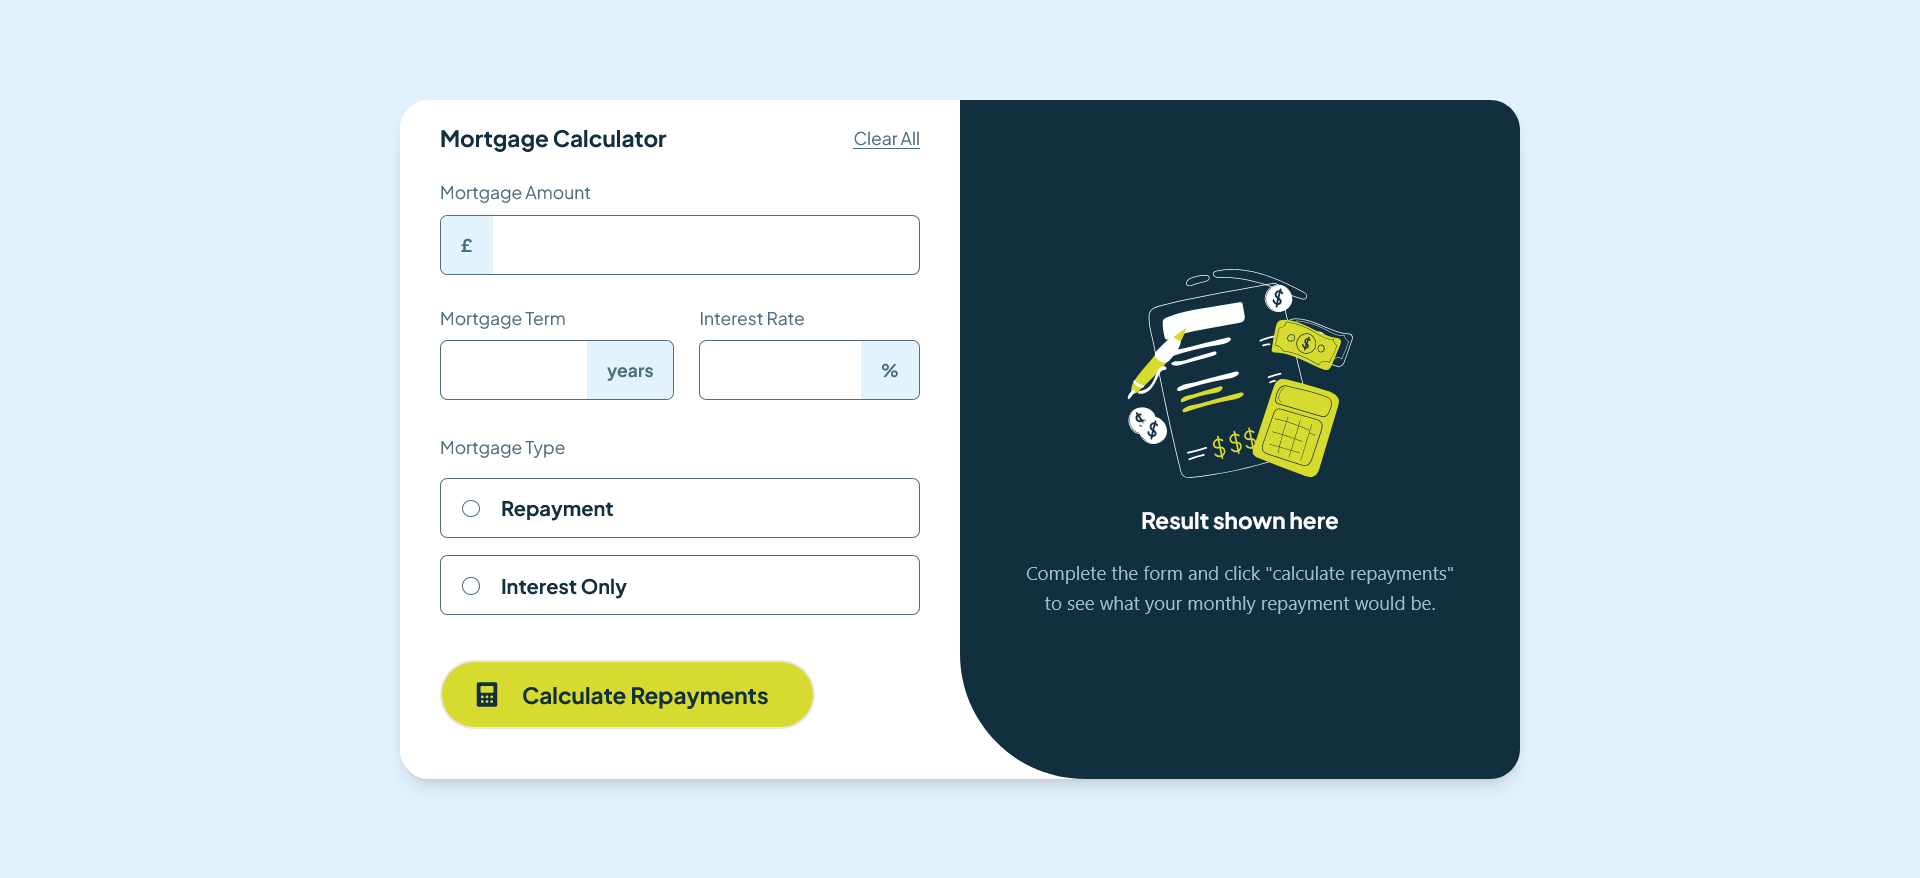 Mortgage Calculator
Clear All
Mortgage Amount
£
Mortgage Term
Interest Rate
years
%
Mortgage Type
Repayment
Interest Only
Calculate Repayments
$
$
$
$
$$$
Result shown here
Complete the form and click "calculate repayments"
to see what your monthly repayment would be.